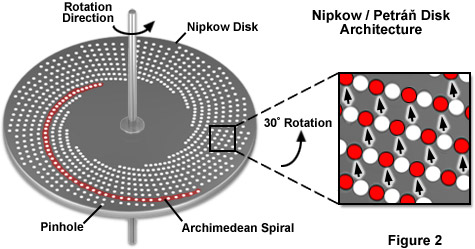 Rotation
Direction
Nipkow Disk
Nipkow / Petráň Disk
Architecture
30° Rotation
Pinhole
Archimedean Spiral
Figure 2